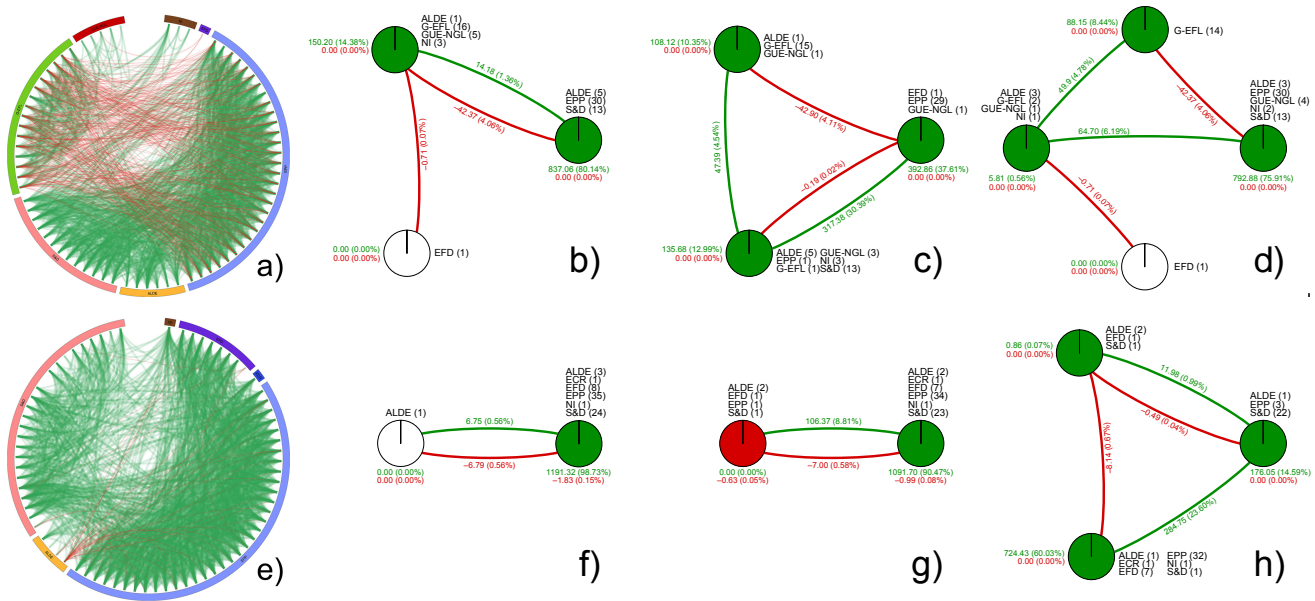 a)
ALDE (1)
G-EFL (16)
GUE-NGL (5)
NI (3)
150.20 (14.38%)
0.00 (0.00%)
14.18 (1.36%)
−42.37 (4.06%)
−0.71 (0.07%)
ALDE (5)
EPP (30)
S&D (13)
837.06 (80.14%)
0.00 (0.00%)
0.00 (0.00%)
0.00 (0.00%)
EFD (1)
b)
108.12 (10.35%)
0.00 (0.00%)
ALDE (1)
G-EFL (15)
GUE-NGL (1)
−42.90 (4.11%)
47.39 (4.54%)
−0.19 (0.02%)
317.38 (30.39%)
EFD (1)
EPP (29)
GUE-NGL (1)
392.86 (37.61%)
0.00 (0.00%)
135.68 (12.99%)
0.00 (0.00%)
ALDE (5) GUE-NGL (3)
EPP (1) NI (3)
G-EFL (1) S&D (13)
c)
88.15 (8.44%)
0.00 (0.00%)
G-EFL (14)
49.9 (4.78%)
−42.37 (4.06%)
ALDE (3)
G-EFL (2)
GUE-NGL (1)
NI (1)
64.70 (6.19%)
ALDE (3)
EPP (30)
GUE-NGL (4)
NI (2)
S&D (13)
5.81 (0.56%)
0.00 (0.00%)
792.88 (75.91%)
0.00 (0.00%)
−0.71 (0.07%)
0.00 (0.00%)
0.00 (0.00%)
EFD (1)
d)
e)
ALDE (1)
6.75 (0.56%)
−6.79 (0.56%)
0.00 (0.00%)
0.00 (0.00%)
ALDE (3)
ECR (1)
EFD (8)
EPP (35)
NI (1)
S&D (24)
1191.32 (98.73%)
−1.83 (0.15%)
f)
ALDE (2)
EFD (1)
EPP (1)
S&D (1)
106.37 (8.81%)
−7.00 (0.58%)
0.00 (0.00%)
−0.63 (0.05%)
ALDE (2)
ECR (1)
EFD (7)
EPP (34)
NI (1)
S&D (23)
1091.70 (90.47%)
−0.99 (0.08%)
g)
ALDE (2)
EFD (1)
S&D (1)
0.86 (0.07%)
0.00 (0.00%)
11.98 (0.99%)
−0.49 (0.04%)
−8.14 (0.67%)
284.75 (23.60%)
ALDE (1)
EPP (3)
S&D (22)
176.05 (14.59%)
0.00 (0.00%)
724.43 (60.03%)
0.00 (0.00%)
ALDE (1) EPP (32)
ECR (1) NI (1)
EFD (7) S&D (1)
h)